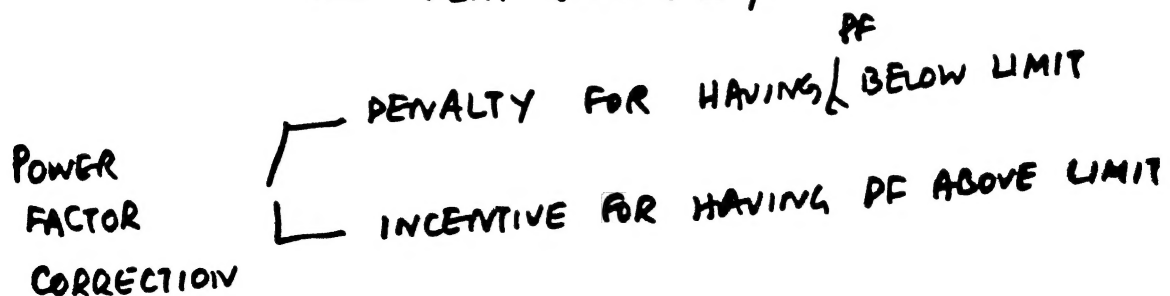 PENALTY FOR HAVING PF BELOW LIMIT
POWER
FACTOR
CORRECTION
INCENTIVE FOR HAVING PF ABOVE LIMIT